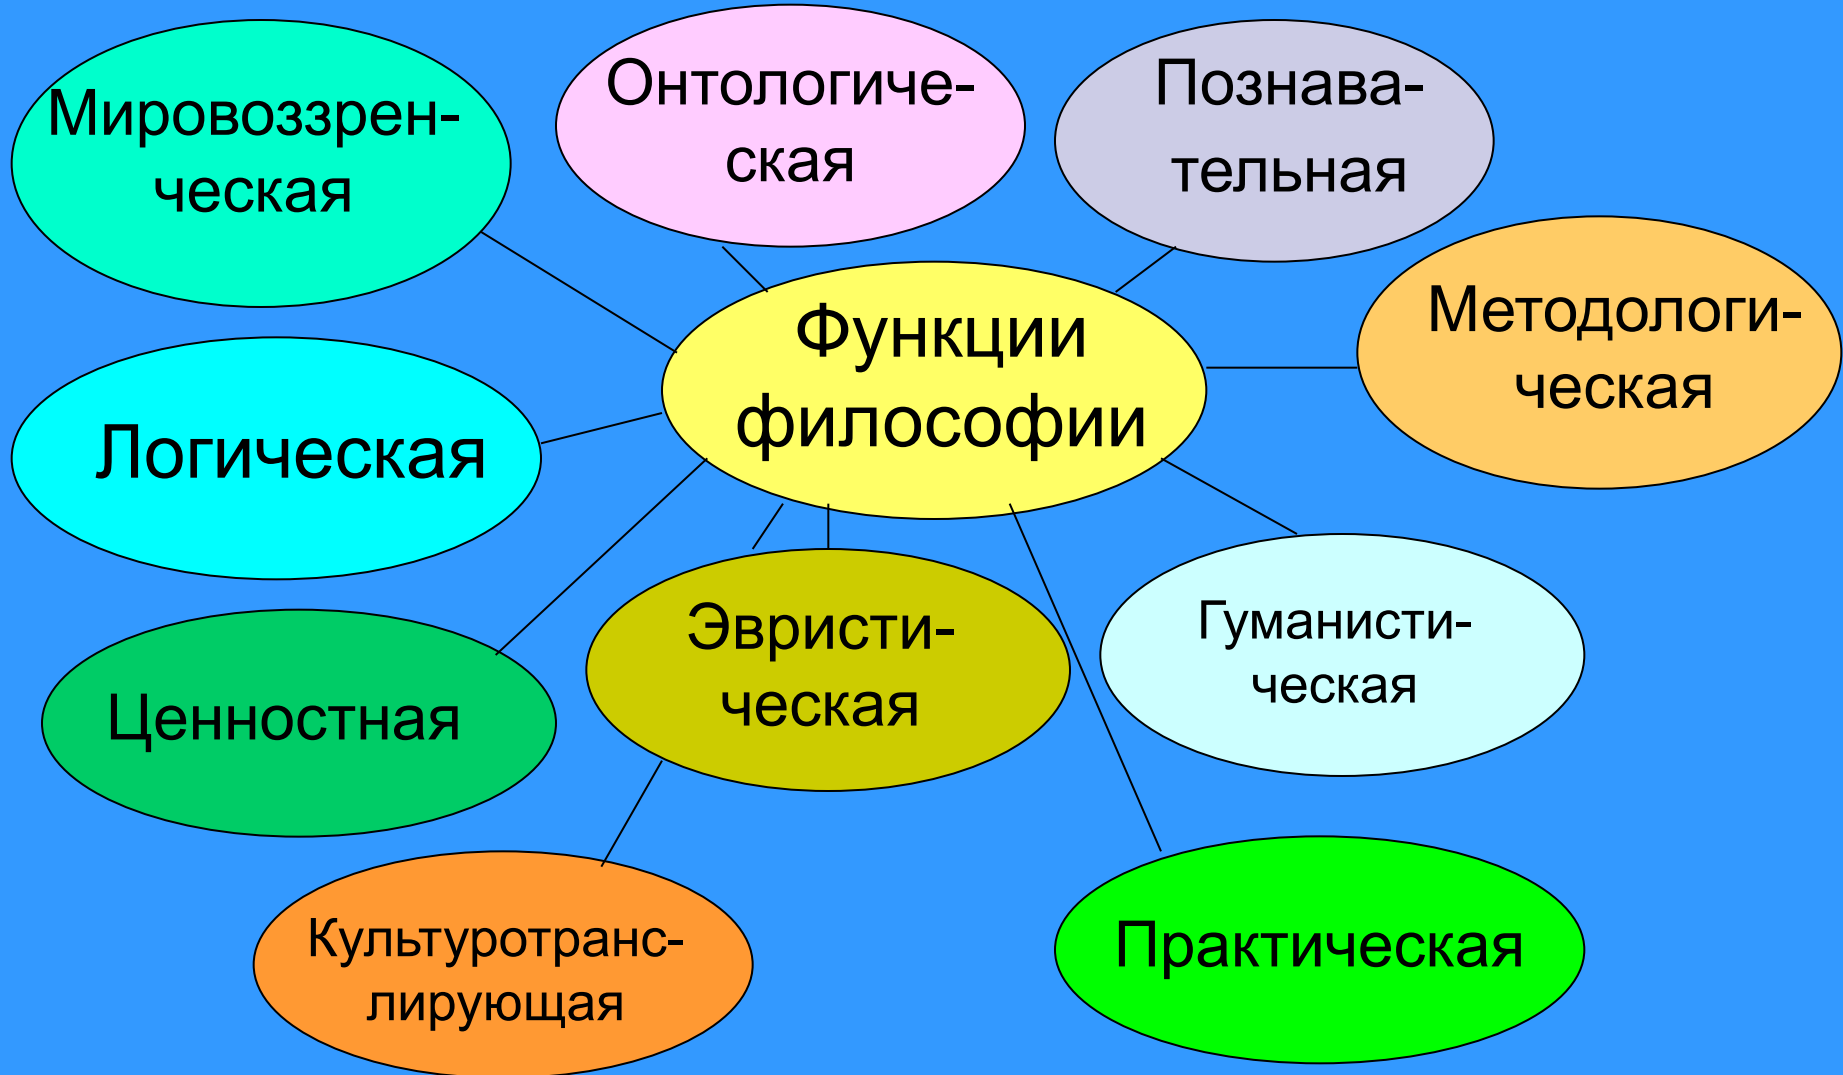 Мировоззрен-
ческая
Онтологиче-
ская
Познава-
тельная
Методологи-
ческая
Функции
философии
Логическая
Ценностная
Эвристи-
ческая
Гуманисти-
ческая
Культуротранс-
лирующая
Практическая